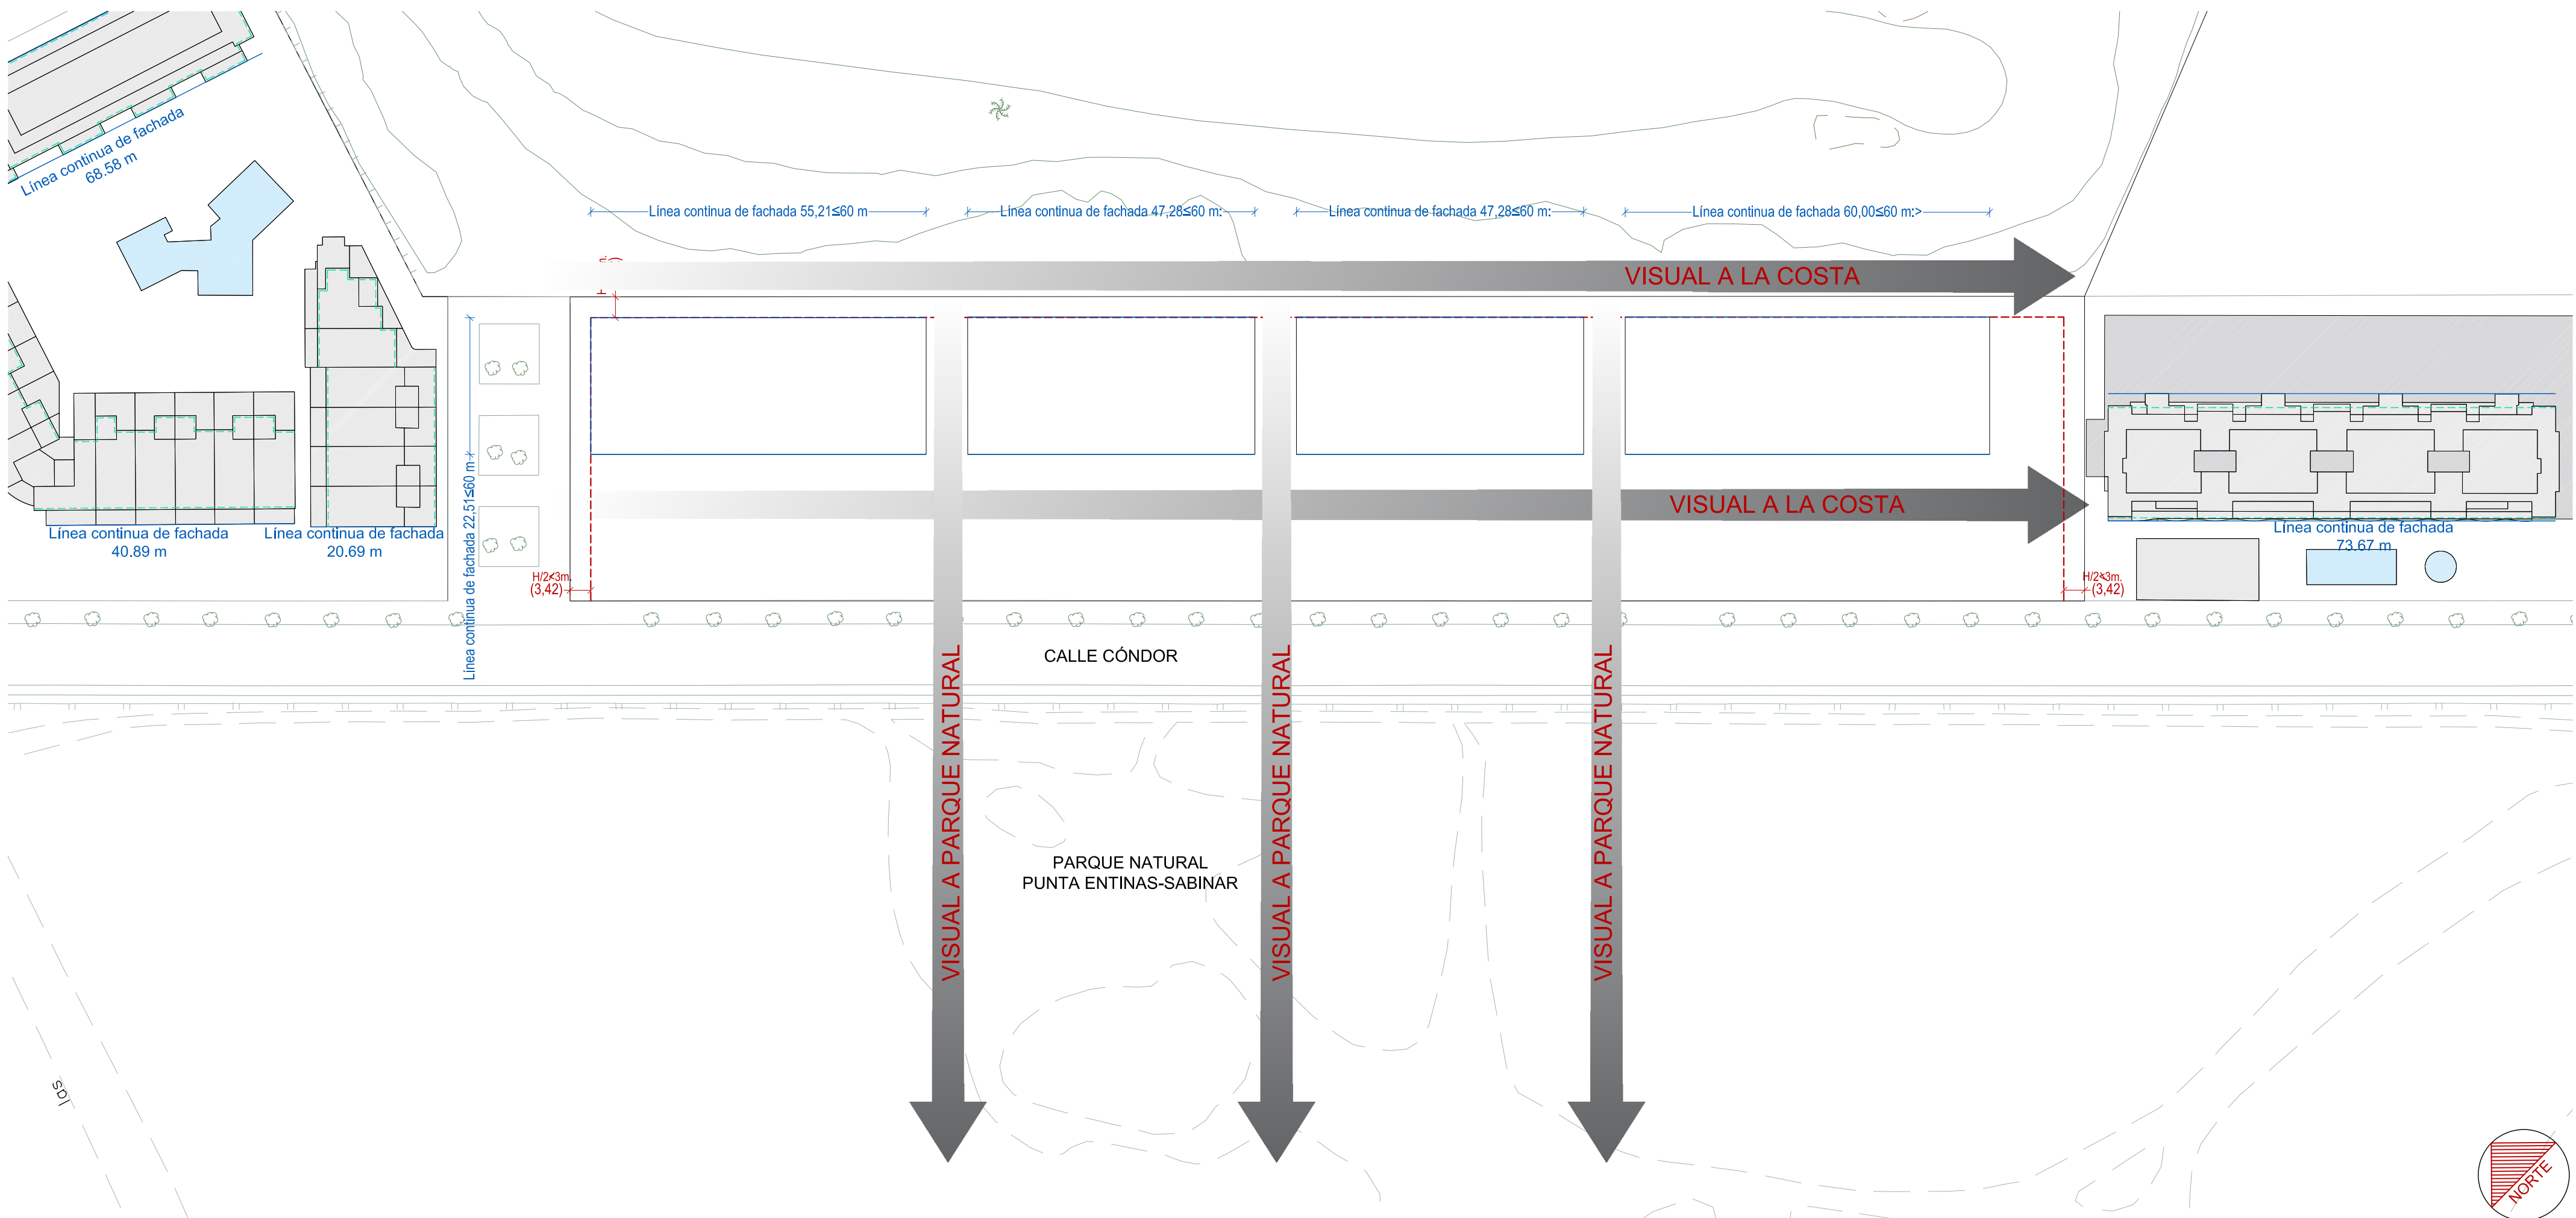 Línea continua de fachada
68.58 m
Línea continua de fachada 55,21≤60 m
Línea continua de fachada 47,28≤60 m:
Línea continua de fachada 47,28≤60 m:
Línea continua de fachada 60,00≤60 m:>
VISUAL A LA COSTA
VISUAL A LA COSTA
Línea continua de fachada 22,51≤60 m
Línea continua de fachada
40.89 m
Línea continua de fachada
20.69 m
Línea continua de fachada
73.67 m
H/2<3m.
(3,42)
H/2<3m.
(3,42)
CALLE CÓNDOR
VISUAL A PARQUE NATURAL
VISUAL A PARQUE NATURAL
VISUAL A PARQUE NATURAL
PARQUE NATURAL
PUNTA ENTINAS-SABINAR
NORTE